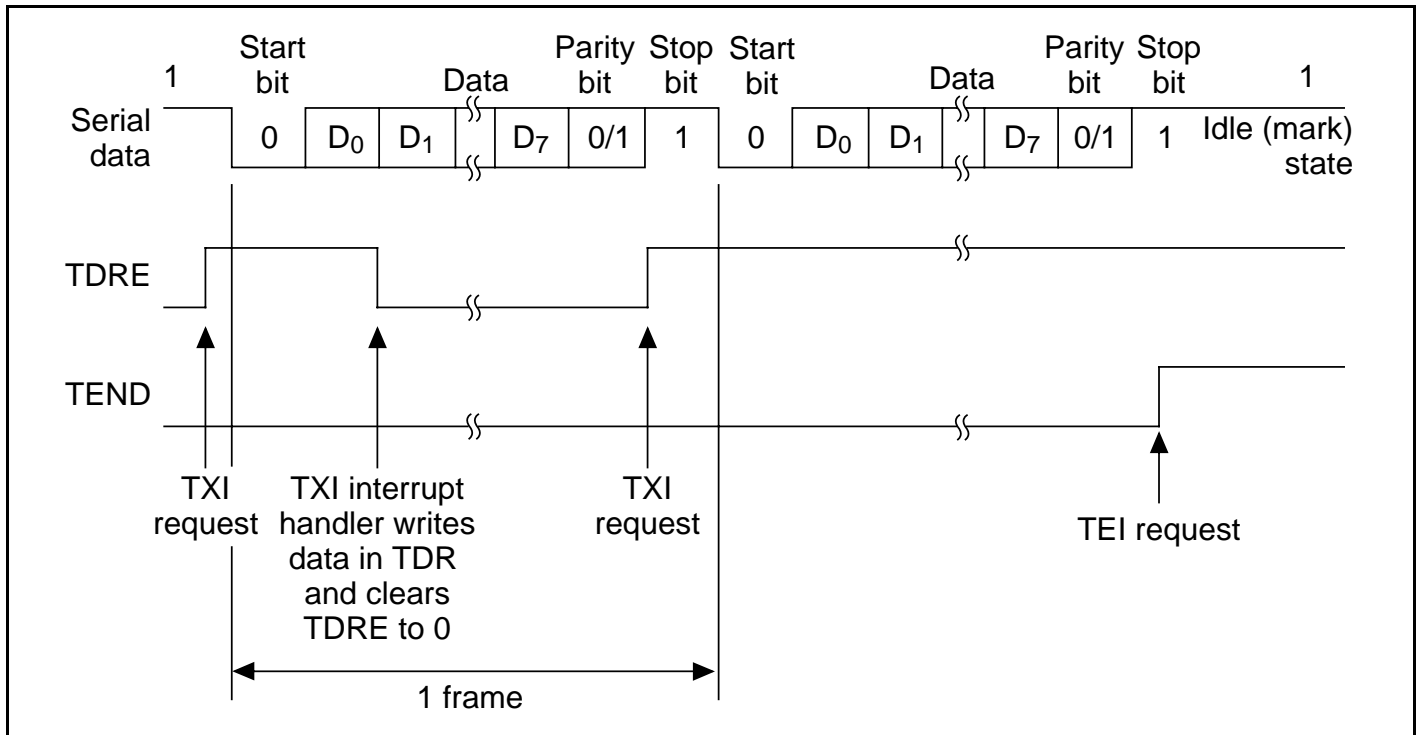 Start bit
Data
Parity bit
Stop bit
Start bit
Data
Parity bit
Stop bit
1
1
Serial data
0
D0
D1
D7
0/1
1
0
D0
D1
D7
0/1
1
Idle (mark) state
TDRE
TEND
TXI request
TXI interrupt
handler writes
data in TDR
and clears
TDRE to 0
TXI request
TEI request
1 frame